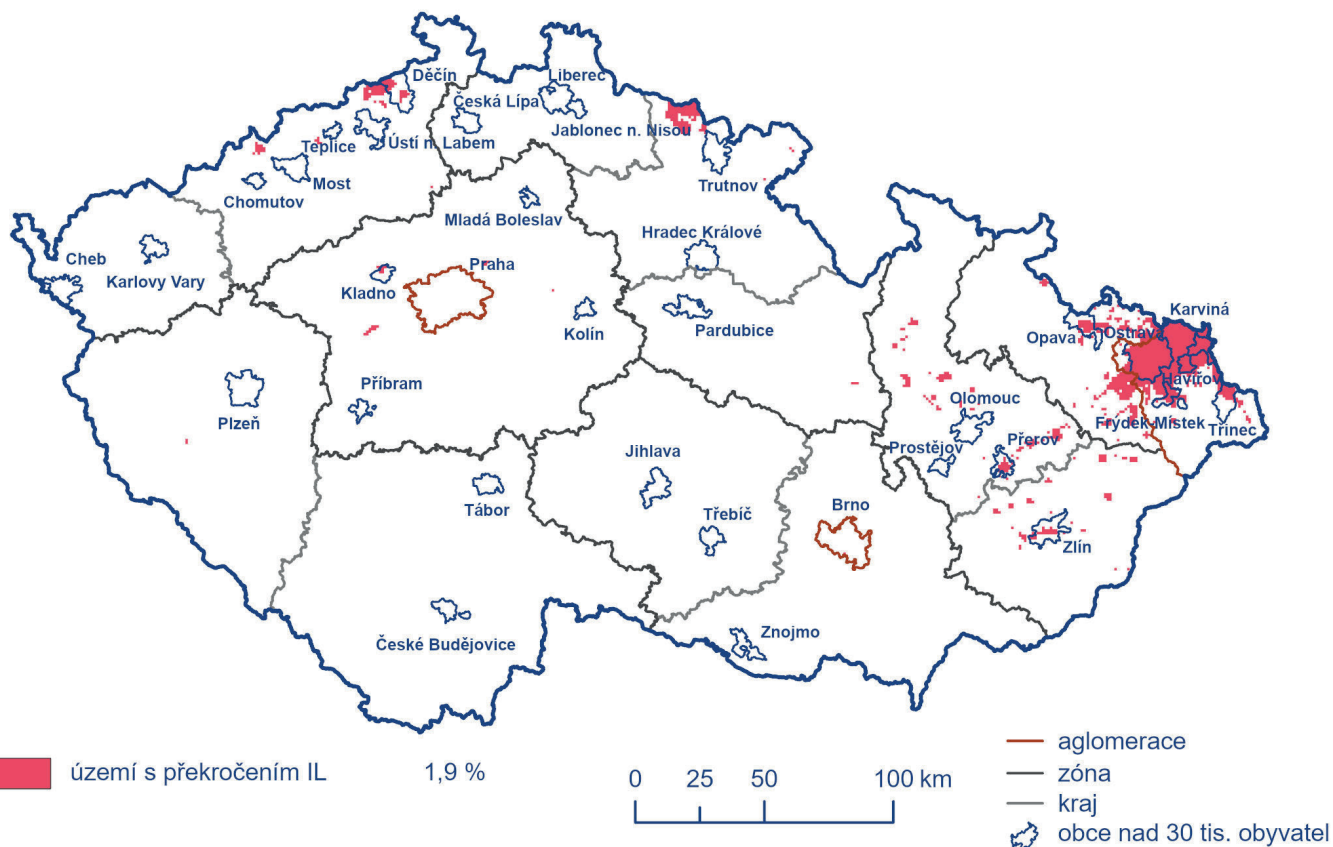 Děčín
Liberec
Česká Lípa
Jablonec n. Nisou
Teplice
Ústí n. Labem
Most
Chomutov
Trutnov
Mladá Boleslav
Hradec Králové
Cheb
Karlovy Vary
Praha
Kladno
Kolín
Pardubice
Karviná
Opava
Ostrava
Havířov
Příbram
Plzeň
Olomouc
Frýdek-Místek
Třinec
Prostějov
Přerov
Jihlava
Tábor
Třebíč
Brno
Zlín
České Budějovice
Znojmo
území s překročením IL 1,9 %
0 25 50 100 km
aglomerace
zóna
kraj
obce nad 30 tis. obyvatel